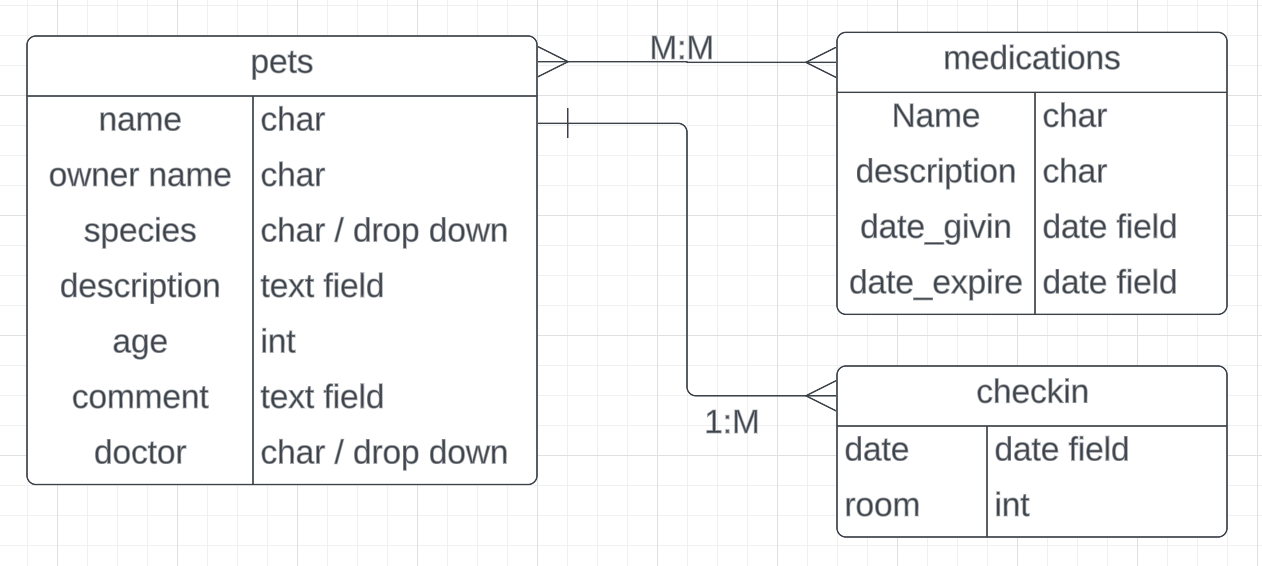 pets
name char
owner name char
species char / drop down
description text field
age int
comment text field
doctor char / drop down
M:M
1:M
medications
Name char
description char
date_givin date field
date_expire date field
checkin
date date field
room int